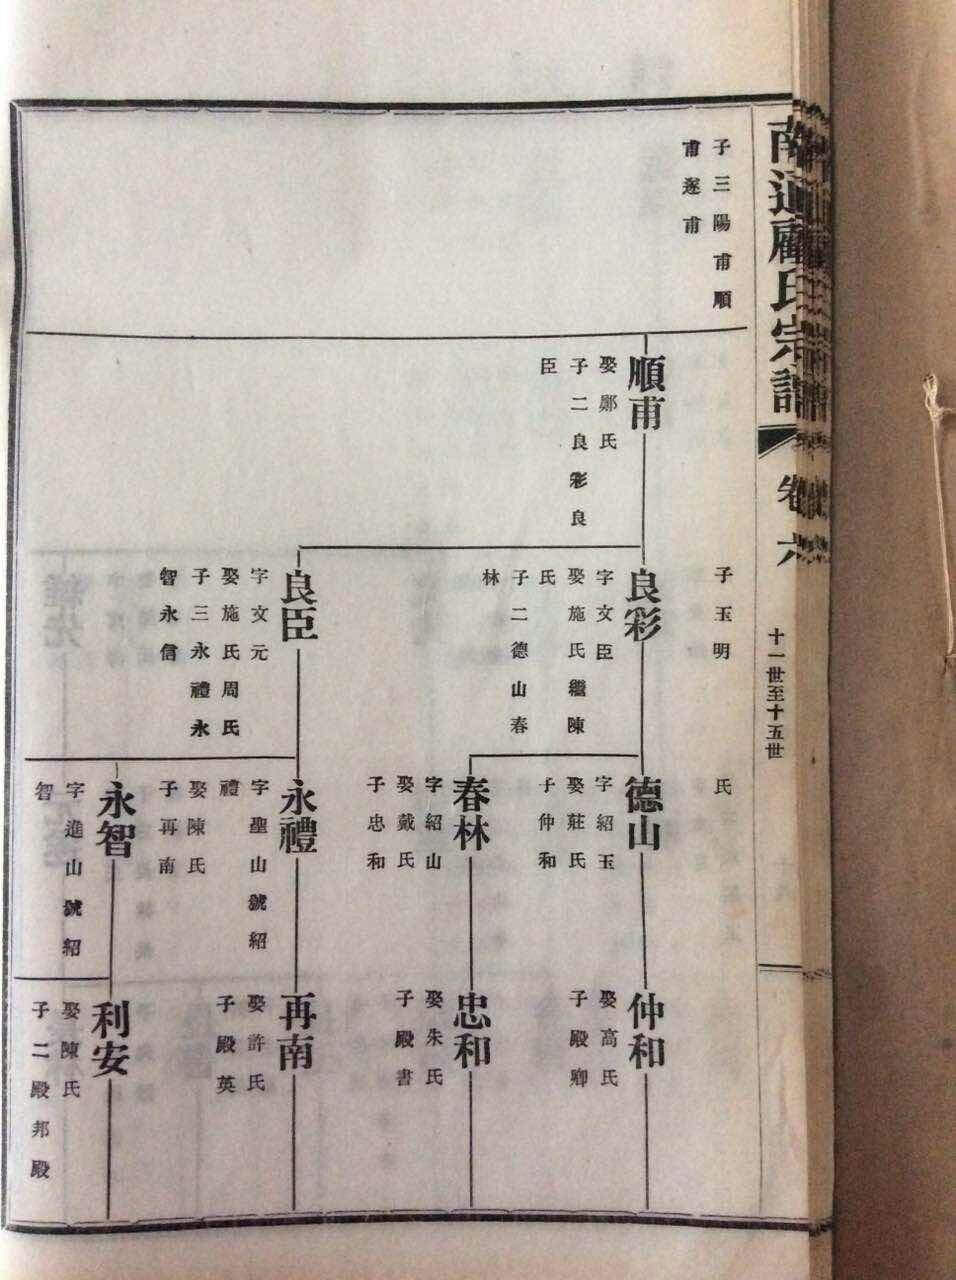 南通顧氏宗譜
卷六
十一世至十五世
子三陽甫順
甫遂甫
順甫
娶鄭氏
子二良彩良
臣
子玉明
良彩
字文臣
娶施氏繼陳
氏
子二德山春
林
良臣
字文元
娶施氏周氏
子三永禮永
智永信
氏
德山
字紹玉
娶莊氏
子仲和
春林
字紹山
娶戴氏
子忠和
永禮
字聖山號紹
禮
娶陳氏
子再南
永智
字進山號紹
智
仲和
娶高氏
子殿卿
忠和
娶朱氏
子殿書
再南
娶許氏
子殿英
利安
娶陳氏
子二殿邦殿